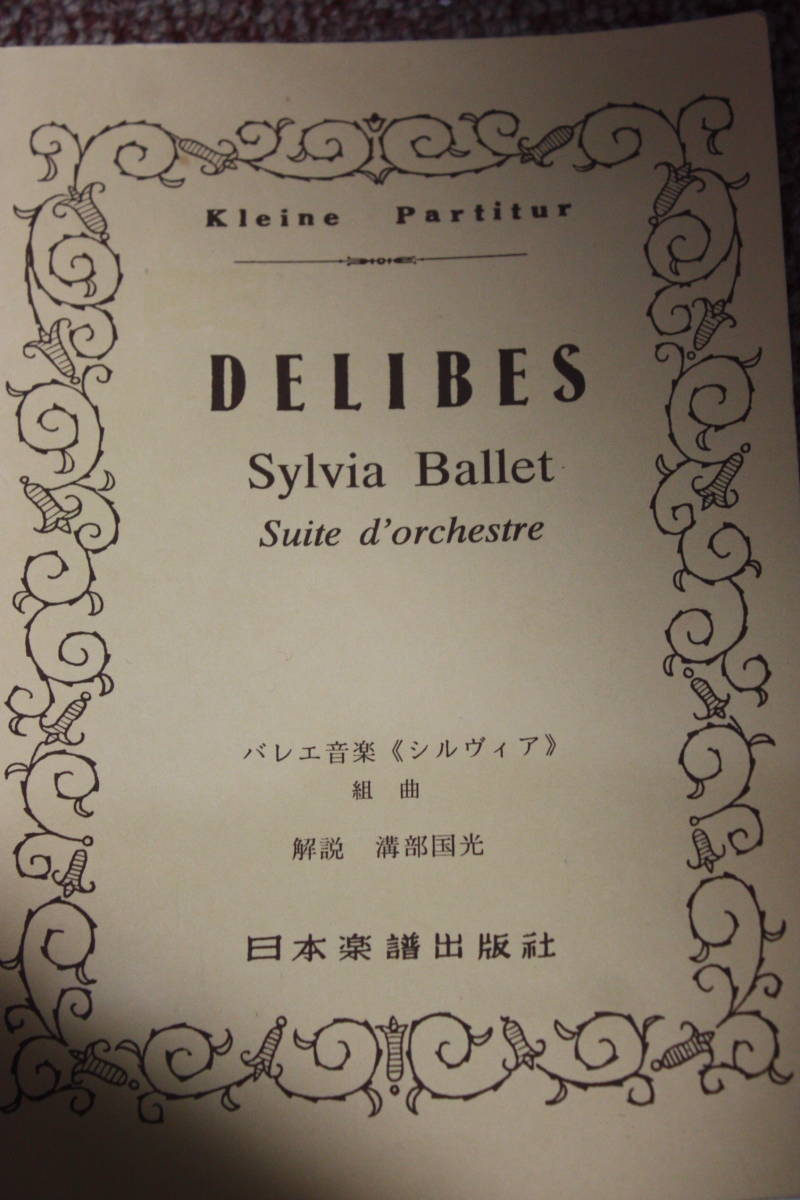 Kleine Partitur
DELIBES
Sylvia Ballet
Suite d'orchestre
バレエ音楽《シルヴィア》
組 曲
解説 溝部国光
日本楽譜出版社